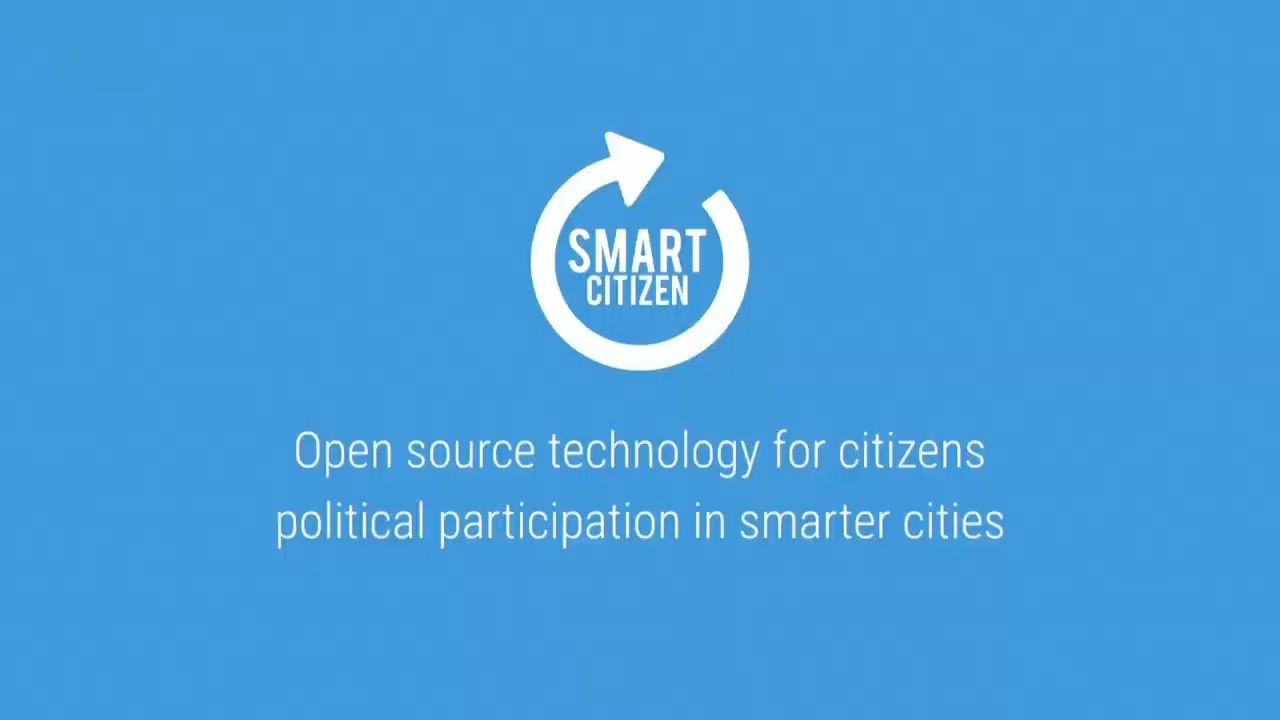 SMART
CITIZEN
Open source technology for citizens
political participation in smarter cities